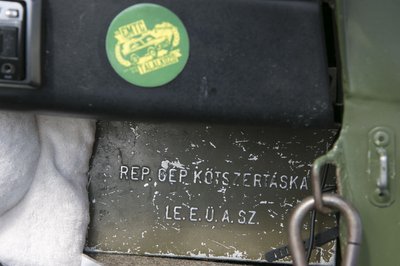 REP. GÉP KÖTSZERTÁSKA
LE. E. Ü. A. SZ.